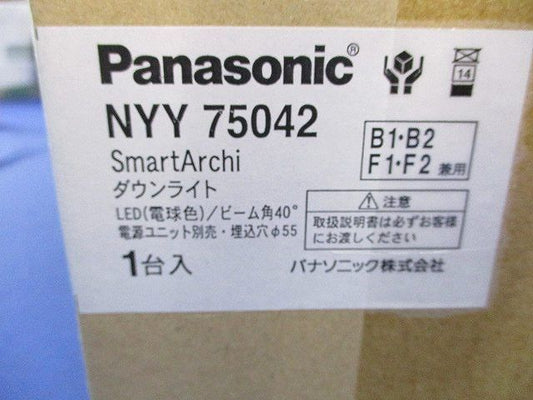 Panasonic®
NYY 75042
SmartArchi
ダウンライト
LED(電球色)/ビーム角40°
電源ユニット別売・埋込穴φ55
1台入
14
B1・B2
F1・F2 兼用
⚠注意
取扱説明書は必ずお客様
にお渡しください
パナソニック株式会社